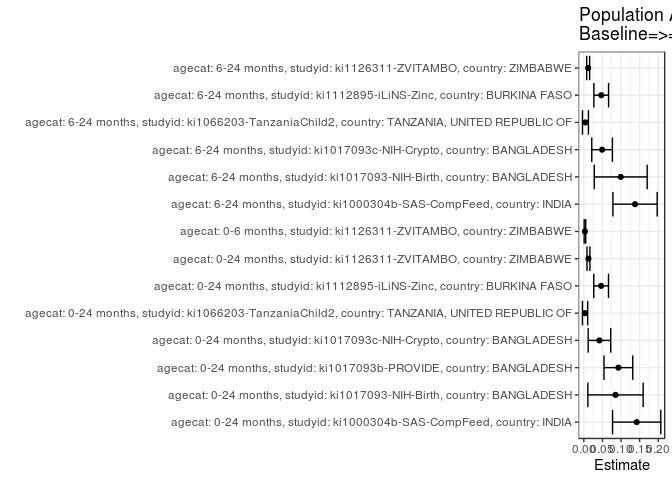 Population A
Baseline=>=
agecat: 6-24 months, studyid: ki1126311-ZVITAMBO, country: ZIMBABWE
agecat: 6-24 months, studyid: ki1112895-iLiNS-Zinc, country: BURKINA FASO
agecat: 6-24 months, studyid: ki1066203-TanzaniaChild2, country: TANZANIA, UNITED REPUBLIC OF
agecat: 6-24 months, studyid: ki1017093c-NIH-Crypto, country: BANGLADESH
agecat: 6-24 months, studyid: ki1017093-NIH-Birth, country: BANGLADESH
agecat: 6-24 months, studyid: ki1000304b-SAS-CompFeed, country: INDIA
agecat: 0-6 months, studyid: ki1126311-ZVITAMBO, country: ZIMBABWE
agecat: 0-24 months, studyid: ki1126311-ZVITAMBO, country: ZIMBABWE
agecat: 0-24 months, studyid: ki1112895-iLiNS-Zinc, country: BURKINA FASO
agecat: 0-24 months, studyid: ki1066203-TanzaniaChild2, country: TANZANIA, UNITED REPUBLIC OF
agecat: 0-24 months, studyid: ki1017093c-NIH-Crypto, country: BANGLADESH
agecat: 0-24 months, studyid: ki1017093b-PROVIDE, country: BANGLADESH
agecat: 0-24 months, studyid: ki1017093-NIH-Birth, country: BANGLADESH
agecat: 0-24 months, studyid: ki1000304b-SAS-CompFeed, country: INDIA
0.00 0.05 0.10 0.15 0.20
Estimate